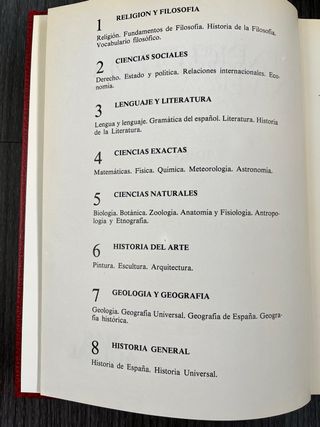 1 RELIGION Y FILOSOFIA
Religión. Fundamentos de Filosofía. Historia de la Filosofía.
Vocabulario filosófico.
2 CIENCIAS SOCIALES
Derecho. Estado y política. Relaciones internacionales. Eco-
nomía.
3 LENGUAJE Y LITERATURA
Lengua y lenguaje. Gramática del español. Literatura. Historia
de la Literatura.
4 CIENCIAS EXACTAS
Matemáticas. Física. Química. Meteorología. Astronomía.
5 CIENCIAS NATURALES
Biología. Botánica. Zoología. Anatomía y Fisiología. Antropo-
logía y Etnografía.
6 HISTORIA DEL ARTE
Pintura. Escultura. Arquitectura.
7 GEOLOGIA Y GEOGRAFIA
Geología. Geografía Universal. Geografía de España. Geogra-
fía histórica.
8 HISTORIA GENERAL
Historia de España. Historia Universal.